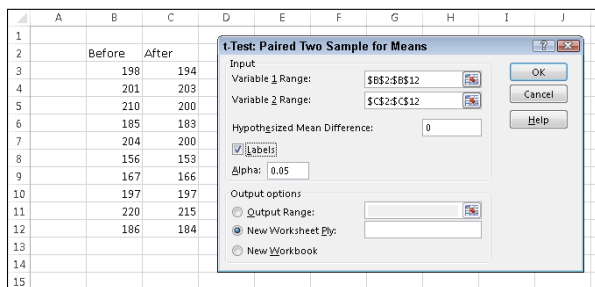 A B C D E F G H I J
1
2 Before After
3 198 194
4 201 203
5 210 200
6 185 183
7 204 200
8 156 153
9 167 166
10 197 197
11 220 215
12 186 184
13
14
15
t-Test: Paired Two Sample for Means
Input
Variable 1 Range: $B$2:$B$12
Variable 2 Range: $C$2:$C$12
Hypothesized Mean Difference: 0
Labels
Alpha: 0.05
Output options
Output Range:
New Worksheet Ply:
New Workbook
OK
Cancel
Help